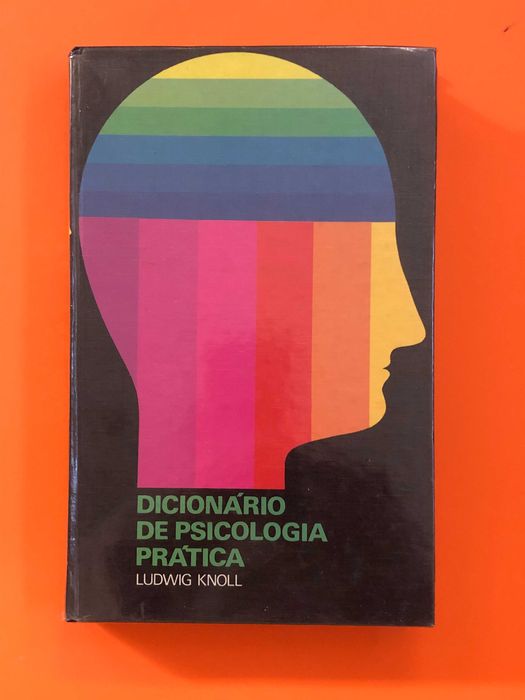 DICIONÁRIO
DE PSICOLOGIA
PRÁTICA
LUDWIG KNOLL